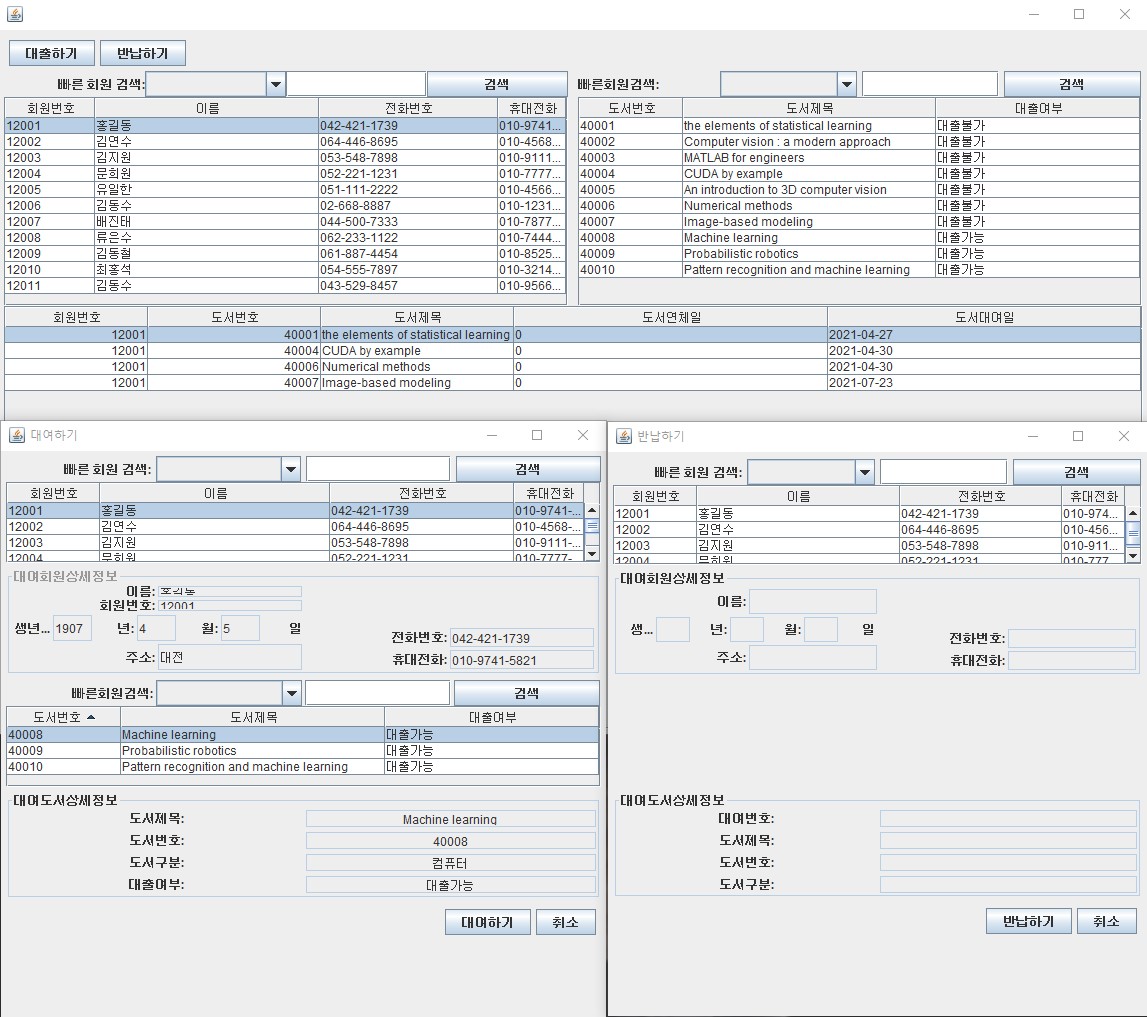 대출하기 반납하기
빠른 회원 검색: 검색 빠른회원검색: 검색
회원번호 이름 전화번호 휴대전화
12001 홍길동 042-421-1739 010-9741...
12002 김연수 064-446-8695 010-4568...
12003 김지원 053-548-7898 010-9111...
12004 문희원 052-221-1231 010-7777...
12005 유일한 051-111-2222 010-4566...
12006 김동수 02-668-8887 010-1231...
12007 배진태 044-500-7333 010-7877...
12008 류은수 062-233-1122 010-7444...
12009 김동철 061-887-4454 010-8525...
12010 최홍석 054-555-7897 010-3214...
12011 김동수 043-529-8457 010-9566...
도서번호 도서제목 대출여부
40001 the elements of statistical learning 대출불가
40002 Computer vision : a modern approach 대출불가
40003 MATLAB for engineers 대출불가
40004 CUDA by example 대출불가
40005 An introduction to 3D computer vision 대출불가
40006 Numerical methods 대출불가
40007 Image-based modeling 대출불가
40008 Machine learning 대출가능
40009 Probabilistic robotics 대출가능
40010 Pattern recognition and machine learning 대출가능
회원번호 도서번호 도서제목 도서연체일 도서대여일
12001 40001 the elements of statistical learning 0 2021-04-27
12001 40004 CUDA by example 0 2021-04-30
12001 40006 Numerical methods 0 2021-04-30
12001 40007 Image-based modeling 0 2021-07-23
대여하기
빠른 회원 검색: 검색
회원번호 이름 전화번호 휴대전화
12001 홍길동 042-421-1739 010-9741-...
12002 김연수 064-446-8695 010-4568-...
12003 김지원 053-548-7898 010-9111-...
12004 문희원 052-221-1231 010-7777-...
대여회원상세정보
이름: 홍길동
회원번호: 12001
생년... 1907 년: 4 월: 5 일
전화번호: 042-421-1739
주소: 대전
휴대전화: 010-9741-5821
빠른회원검색: 검색
도서번호 도서제목 대출여부
40008 Machine learning 대출가능
40009 Probabilistic robotics 대출가능
40010 Pattern recognition and machine learning 대출가능
대여도서상세정보
도서제목: Machine learning
도서번호: 40008
도서구분: 컴퓨터
대출여부: 대출가능
대여하기 취소
반납하기
빠른 회원 검색: 검색
회원번호 이름 전화번호 휴대전화
12001 홍길동 042-421-1739 010-974...
12002 김연수 064-446-8695 010-456...
12003 김지원 053-548-7898 010-911...
12004 문희원 052-221-1231 010-777...
대여회원상세정보
이름:
생... 년: 월: 일
전화번호:
주소:
휴대전화:
대여도서상세정보
대여번호:
도서제목:
도서번호:
도서구분:
반납하기 취소